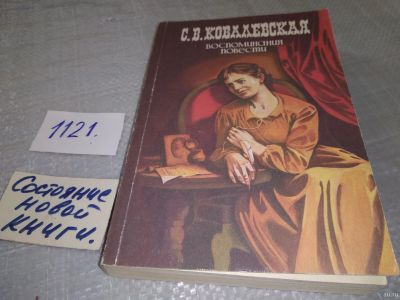 С.В.КОВАЛЕВСКАЯ
ВОСПОМИНАНИЯ
ПОВЕСТИ
1121.
Состояние
новой
книги.